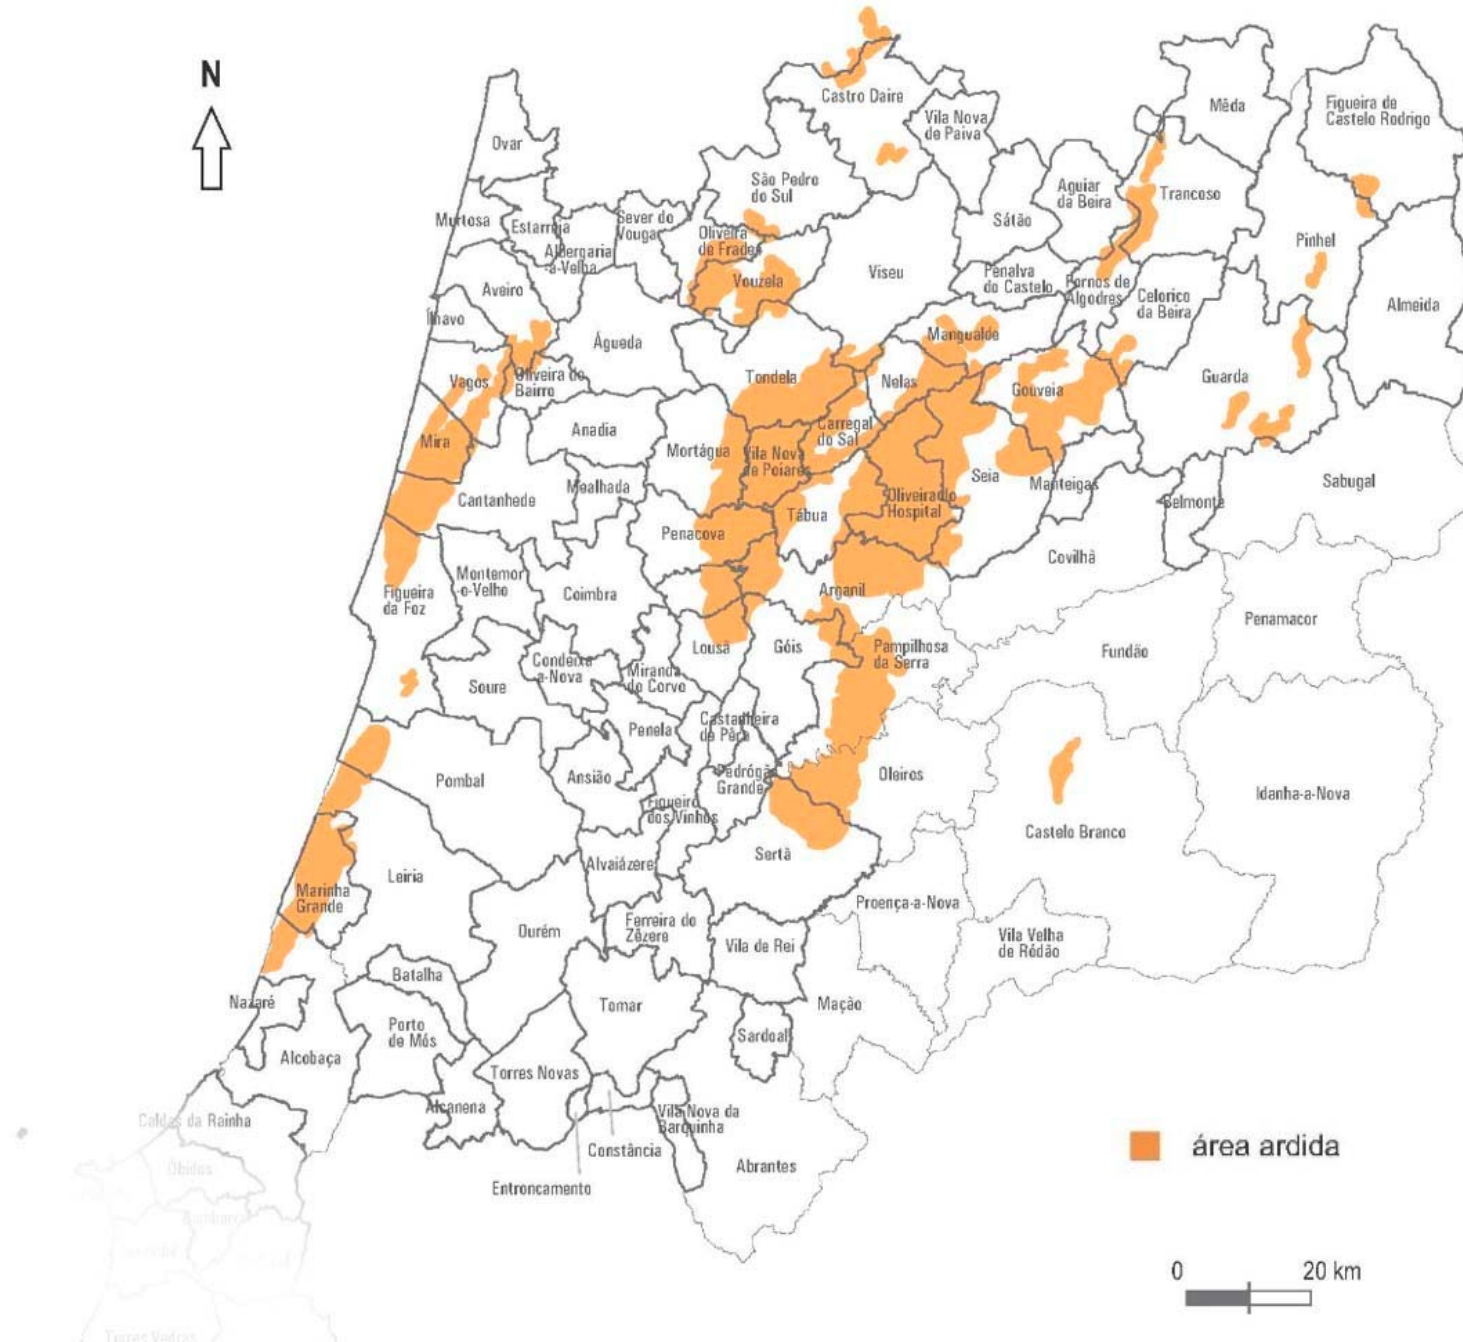 N
Castro Daire
Mêda
Figueira de
Castelo Rodrigo
Vila Nova
de Paiva
Ovar
São Pedro
do Sul
Aguiar
da Beira
Trancoso
Murtosa
Estarreja
Sever do
Vouga
Sátão
Oliveira
de Frades
Pinhel
Albergaria
-a-Velha
Viseu
Penalva
do Castelo
Fornos de
Algodres
Vouzela
Aveiro
Celorico
da Beira
Almeida
Ílhavo
Mangualde
Águeda
Vagos
Oliveira do
Bairro
Tondela
Nelas
Gouveia
Guarda
Mira
Anadia
Carregal
do Sal
Mortágua
Vila Nova
de Poiares
Seia
Manteigas
Sabugal
Cantanhede
Mealhada
Oliveira do
Hospital
Belmonte
Tábua
Penacova
Covilhã
Montemor
-o-Velho
Figueira
da Foz
Coimbra
Arganil
Penamacor
Lousã
Góis
Pampilhosa
da Serra
Fundão
Condeixa
-a-Nova
Miranda
do Corvo
Soure
Penela
Castanheira
de Pêra
Pombal
Ansião
Pedrógão
Grande
Oleiros
Figueiró
dos Vinhos
Idanha-a-Nova
Castelo Branco
Sertã
Alvaiázere
Leiria
Marinha
Grande
Proença-a-Nova
Ferreira do
Zêzere
Ourém
Vila de Rei
Vila Velha
de Ródão
Batalha
Nazaré
Tomar
Mação
Porto
de Mós
Sardoal
Alcobaça
Torres Novas
Alcanena
Vila Nova da
Barquinha
Caldas da Rainha
Constância
área ardida
Óbidos
Abrantes
Entroncamento
0 20 km
Torres Vedras